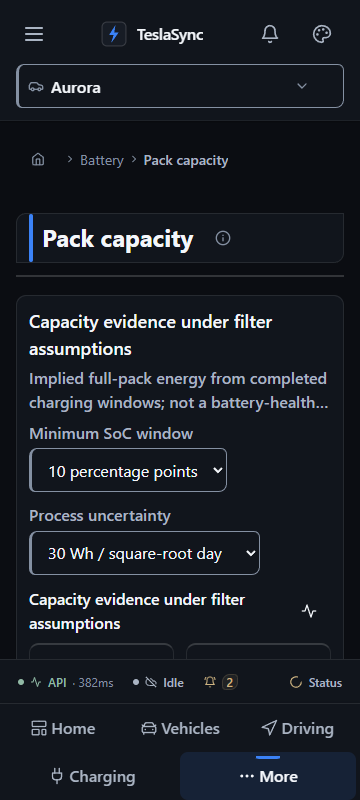 TeslaSync
Aurora
Battery
Pack capacity
Pack capacity
Capacity evidence under filter
assumptions
Implied full-pack energy from completed
charging windows; not a battery-health…
Minimum SoC window
10 percentage points
Process uncertainty
30 Wh / square-root day
Capacity evidence under filter
assumptions
API · 382ms
Idle
2
Status
Home
Vehicles
Driving
Charging
More